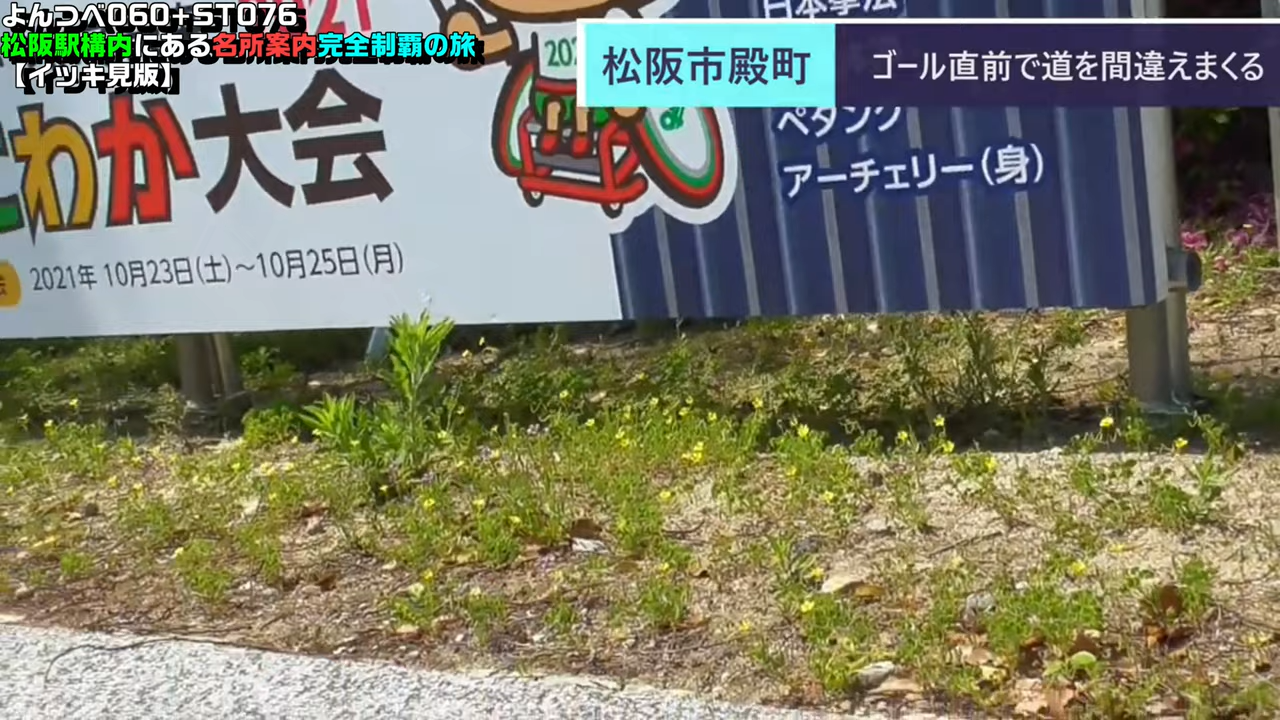 よんつべ060+ST076
松阪駅構内にある名所案内完全制覇の旅
【イツキ見版】
松阪市殿町
ゴール直前で道を間違えまくる
日本拳法
ペタンク
アーチェリー(身)
わか大会
2021年 10月23日(土)～10月25日(月)